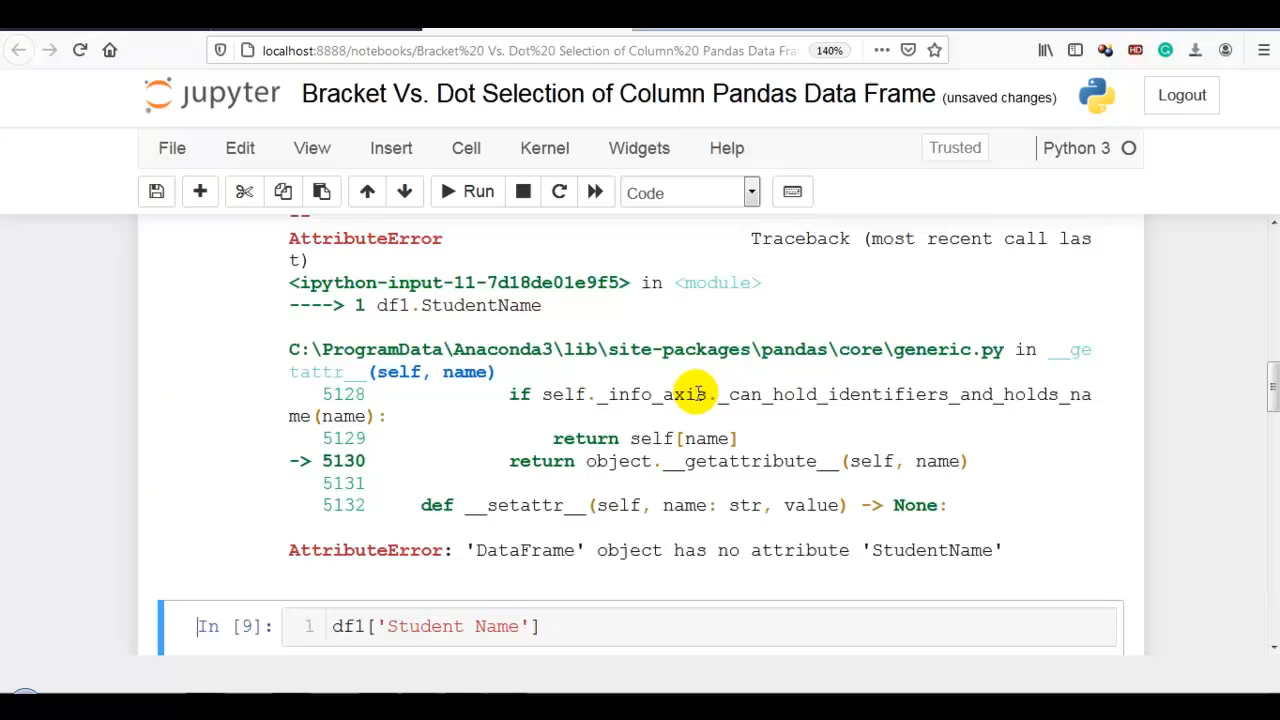 localhost:8888/notebooks/Bracket%20 Vs. Dot%20 Selection of Column%20 Pandas Data Fra
140%
HD
jupyter Bracket Vs. Dot Selection of Column Pandas Data Frame (unsaved changes)
Logout
File Edit View Insert Cell Kernel Widgets Help Trusted Python 3
Run Code
AttributeError Traceback (most recent call las
t)
<ipython-input-11-7d18de01e9f5> in <module>
----> 1 df1.StudentName
C:\ProgramData\Anaconda3\lib\site-packages\pandas\core\generic.py in __ge
tattr__(self, name)
5128 if self._info_axis._can_hold_identifiers_and_holds_na
me(name):
5129 return self[name]
-> 5130 return object.__getattribute__(self, name)
5131
5132 def __setattr__(self, name: str, value) -> None:
AttributeError: 'DataFrame' object has no attribute 'StudentName'
In [9]: 1 df1['Student Name']